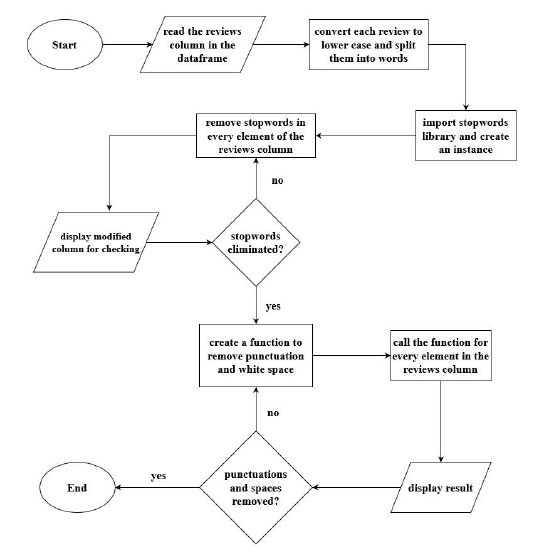 Start
read the reviews
column in the
dataframe
convert each review to
lower case and split
them into words
import stopwords
library and create
an instance
remove stopwords in
every element of the
reviews column
no
display modified
column for checking
stopwords
eliminated?
yes
create a function to
remove punctuation
and white space
call the function for
every element in the
reviews column
no
display result
punctuations
and spaces
removed?
yes
End